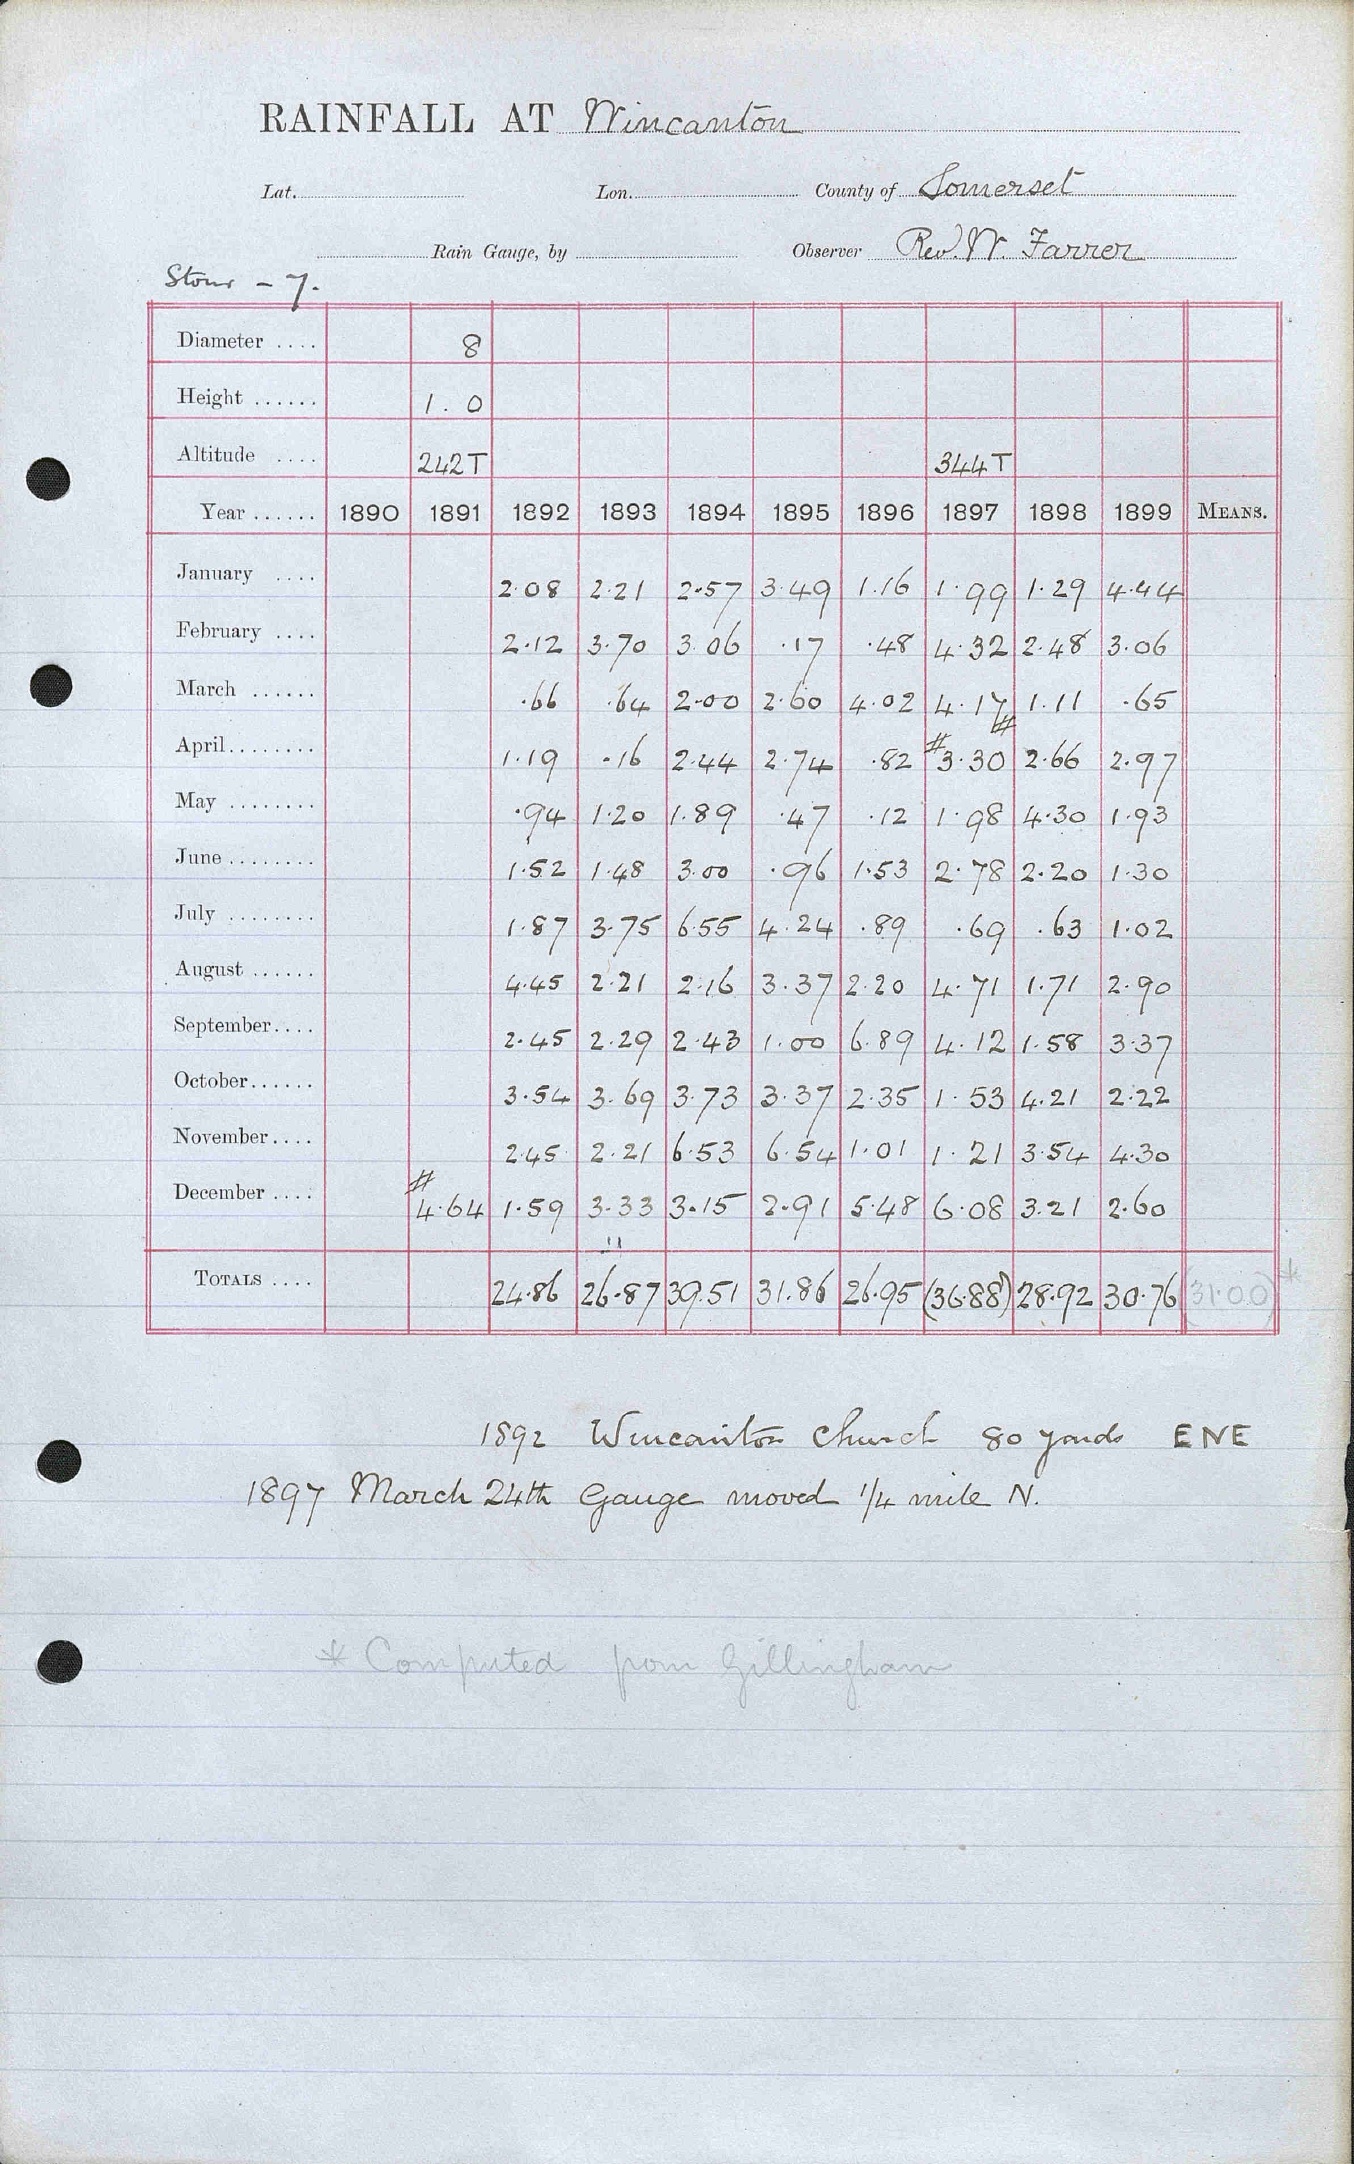 RAINFALL AT Wincanton
Lat. Lon. County of Somerset
Rain Gauge, by Observer Rev. W. Farrer
Stour - 7.
Diameter .... 8
Height ...... 1.0
Altitude .... 242T 344T
Year ...... 1890 1891 1892 1893 1894 1895 1896 1897 1898 1899 MEANS.
January .... 2.08 2.21 2.57 3.49 1.16 1.99 1.29 4.44
February .... 2.12 3.70 3.06 .17 .48 4.32 2.48 3.06
March ...... .66 .64 2.00 2.60 4.02 4.17 # 1.11 .65
April........ 1.19 .16 2.44 2.74 .82 # 3.30 2.66 2.97
May ........ .94 1.20 1.89 .47 .12 1.98 4.30 1.93
June ........ 1.52 1.48 3.00 .96 1.53 2.78 2.20 1.30
July ........ 1.87 3.75 6.55 4.24 .89 .69 .63 1.02
August ...... 4.45 2.21 2.16 3.37 2.20 4.71 1.71 2.90
September.... 2.45 2.29 2.43 1.00 6.89 4.12 1.58 3.37
October...... 3.54 3.69 3.73 3.37 2.35 1.53 4.21 2.22
November.... 2.45 2.21 6.53 6.54 1.01 1.21 3.54 4.30
December .... # 4.64 1.59 3.33 3.15 2.91 5.48 6.08 3.21 2.60
TOTALS .... 24.86 26.87 39.51 31.86 26.95 (36.88) 28.92 30.76 (31.00)*
1892 Wincanton Church 80 yards ENE
1897 March 24th Gauge moved 1/4 mile N.
* Computed from Gillingham